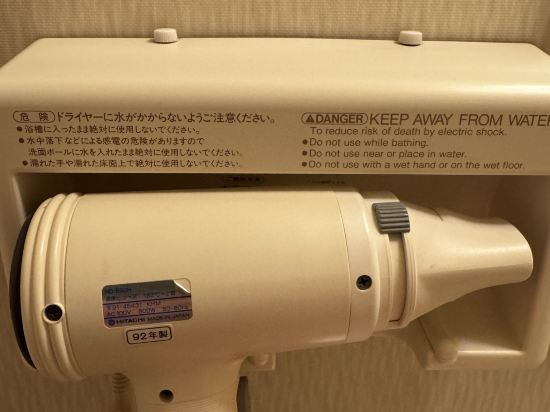 危険 ドライヤーに水がかからないようご注意ください。
●浴槽に入ったまま絶対に使用しないでください。
●水中落下などによる感電の危険がありますので
洗面ボールに水を入れたまま絶対に使用しないでください。
●濡れた手や濡れた床面上で絶対に使用しないでください。
⚠DANGER KEEP AWAY FROM WATER
To reduce risk of death by electric shock.
●Do not use while bathing.
●Do not use near or place in water.
●Do not use with a wet hand or on the wet floor.
AC100V 800W 50-60Hz
HITACHI MADE IN JAPAN
92年製